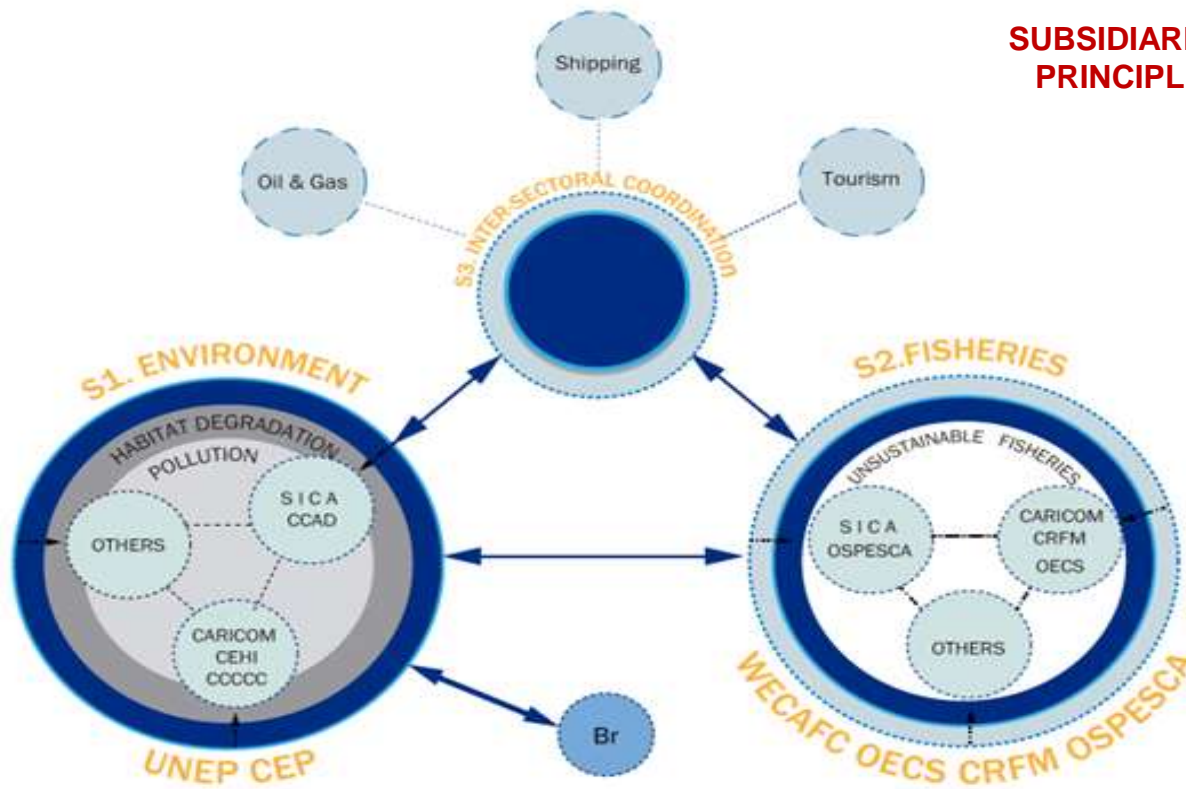 SUBSIDIARI
PRINCIPL
Shipping
Oil & Gas
Tourism
S3. INTER-SECTORAL COORDINATION
S1. ENVIRONMENT
HABITAT DEGRADATION
POLLUTION
S I C A
CCAD
OTHERS
CARICOM
CEHI
CCCCC
UNEP CEP
Br
S2.FISHERIES
UNSUSTAINABLE FISHERIES
S I C A
OSPESCA
CARICOM
CRFM
OECS
OTHERS
WECAFC OECS CRFM OSPESCA